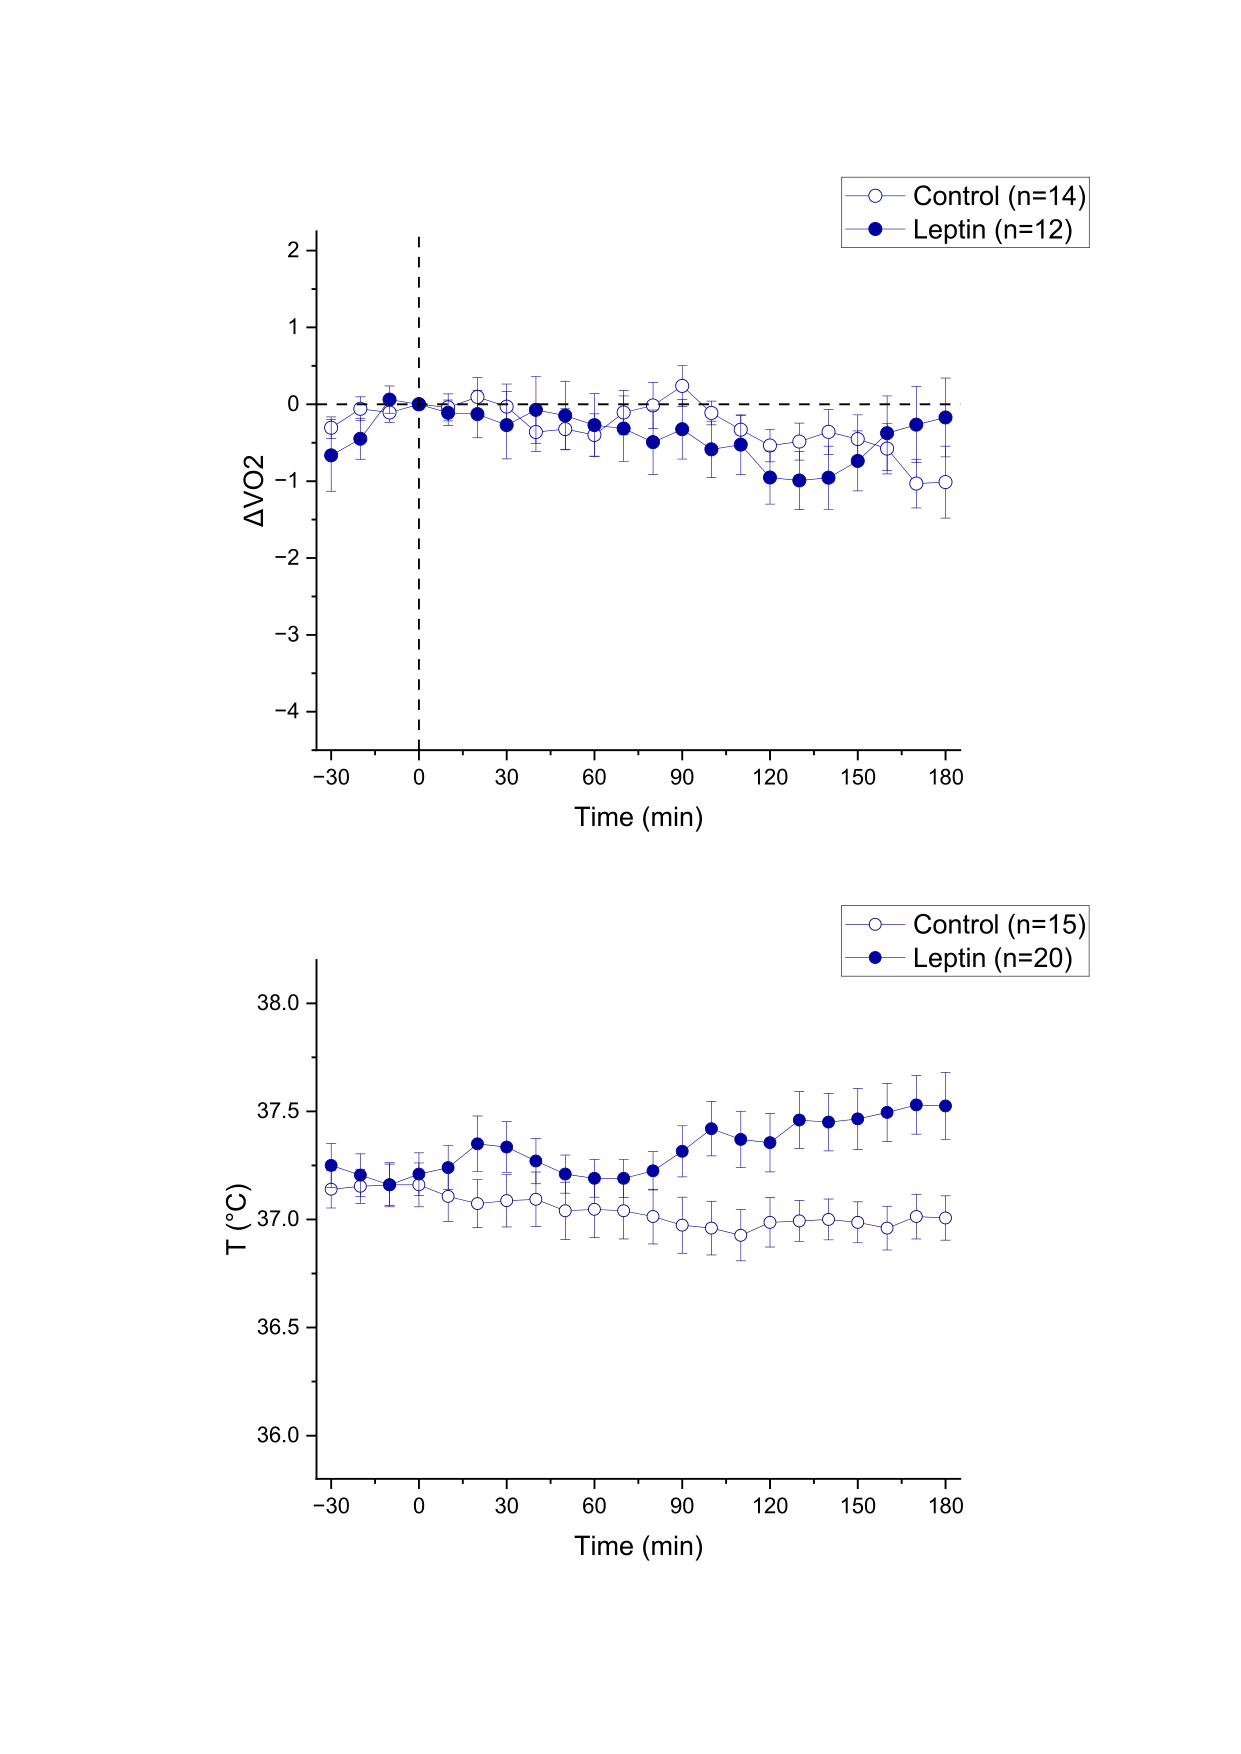 Control (n=14)
Leptin (n=12)
2
1
0
−1
−2
−3
−4
ΔVO2
−30 0 30 60 90 120 150 180
Time (min)
Control (n=15)
Leptin (n=20)
38.0
37.5
37.0
36.5
36.0
T (°C)
−30 0 30 60 90 120 150 180
Time (min)